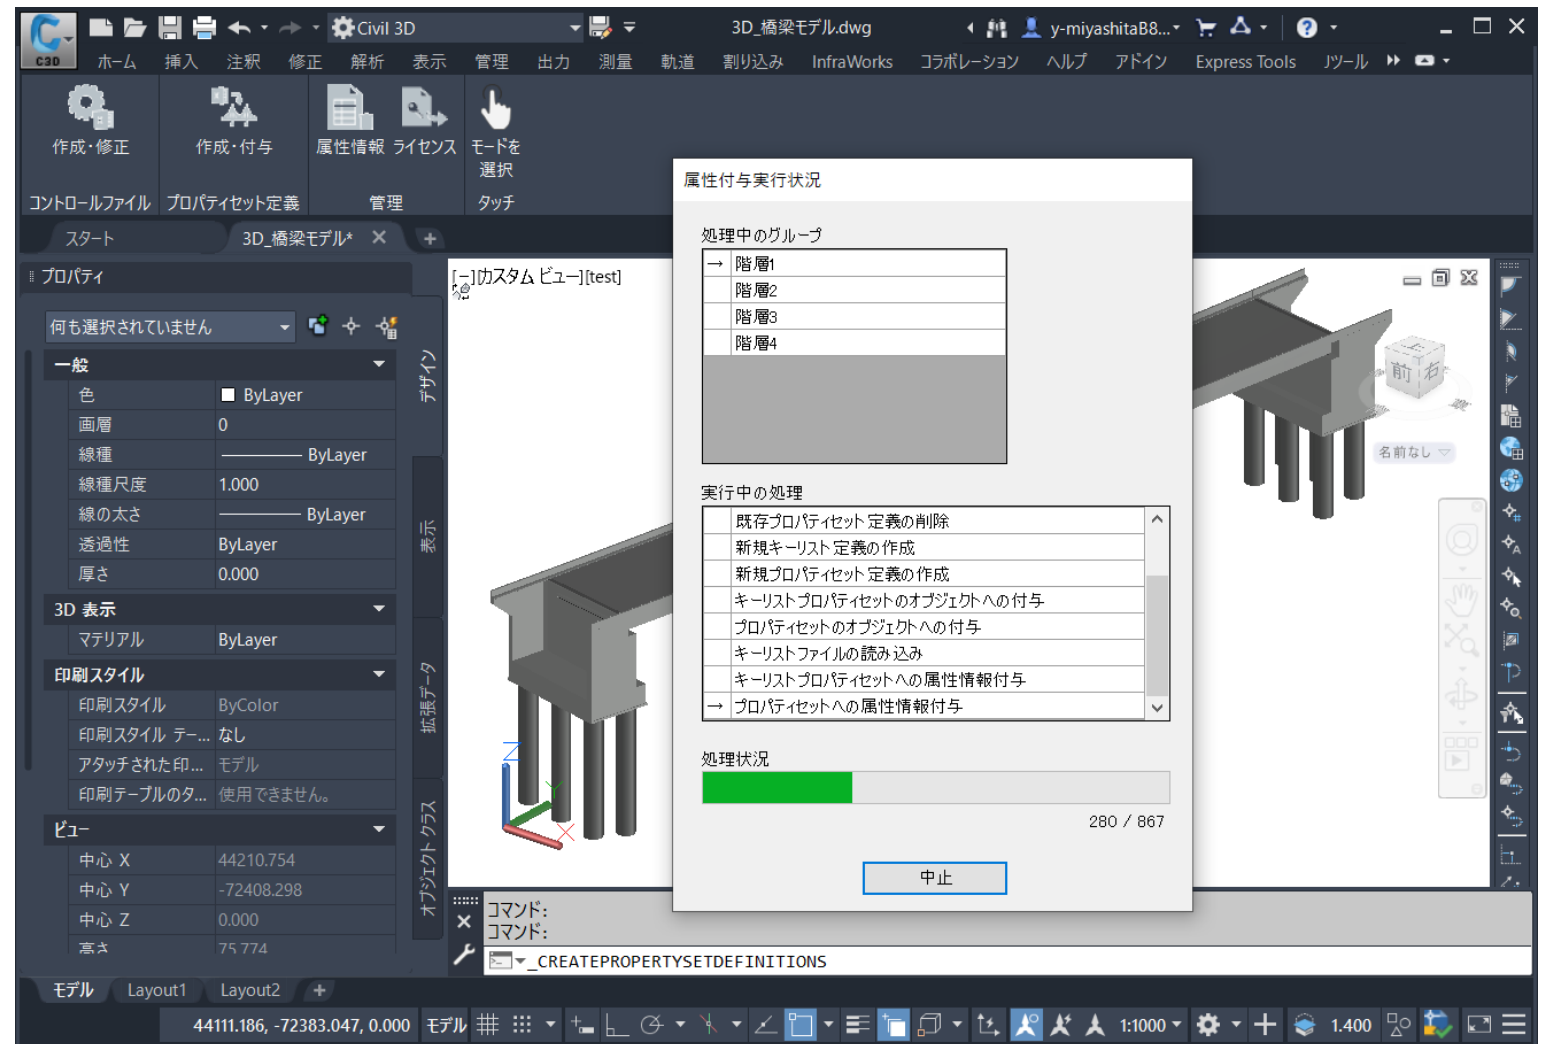 Civil 3D
3D_橋梁モデル.dwg
y-miyashitaB8...
C3D
ホーム 挿入 注釈 修正 解析 表示 管理 出力 測量 軌道 割り込み InfraWorks コラボレーション ヘルプ アドイン Express Tools Jツール
作成・修正
作成・付与
属性情報
ライセンス
モードを
選択
コントロールファイル
プロパティセット定義
管理
タッチ
スタート
3D_橋梁モデル*
プロパティ
何も選択されていません
一般
色 ByLayer
画層 0
線種 ByLayer
線種尺度 1.000
線の太さ ByLayer
透過性 ByLayer
厚さ 0.000
3D 表示
マテリアル ByLayer
印刷スタイル
印刷スタイル ByColor
印刷スタイル テー... なし
アタッチされた印... モデル
印刷テーブルのタ... 使用できません。
ビュー
中心 X 44210.754
中心 Y -72408.298
中心 Z 0.000
高さ 75.774
デザイン
表示
拡張データ
オブジェクト クラス
[-][カスタム ビュー][test]
Z
Y
X
属性付与実行状況
処理中のグループ
→ 階層1
階層2
階層3
階層4
実行中の処理
既存プロパティセット定義の削除
新規キーリスト定義の作成
新規プロパティセット定義の作成
キーリストプロパティセットのオブジェクトへの付与
プロパティセットのオブジェクトへの付与
キーリストファイルの読み込み
キーリストプロパティセットへの属性情報付与
→ プロパティセットへの属性情報付与
処理状況
280 / 867
中止
上
前
右
名前なし
コマンド:
コマンド:
_CREATEPROPERTYSETDEFINITIONS
モデル Layout1 Layout2
44111.186, -72383.047, 0.000 モデル 1:1000 1.400